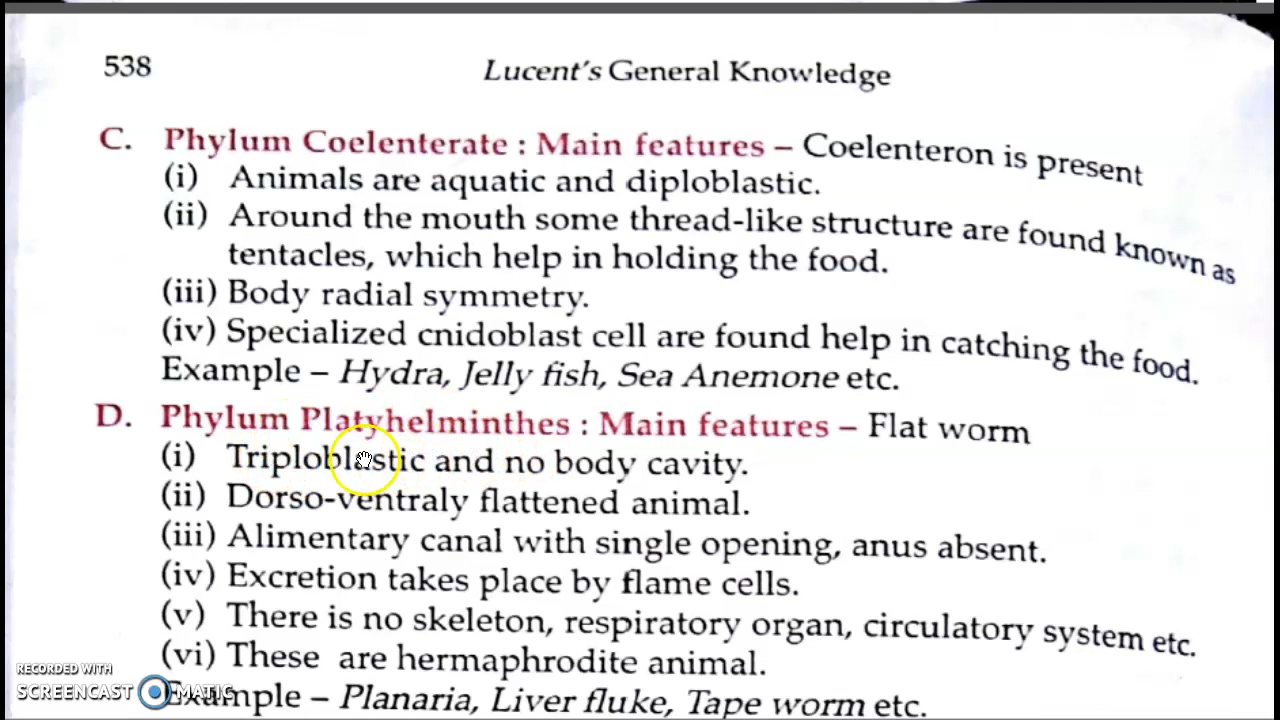 538 Lucent's General Knowledge
C. Phylum Coelenterate : Main features – Coelenteron is present
(i) Animals are aquatic and diploblastic.
(ii) Around the mouth some thread-like structure are found known as
tentacles, which help in holding the food.
(iii) Body radial symmetry.
(iv) Specialized cnidoblast cell are found help in catching the food.
Example – Hydra, Jelly fish, Sea Anemone etc.
D. Phylum Platyhelminthes : Main features – Flat worm
(i) Triploblastic and no body cavity.
(ii) Dorso-ventraly flattened animal.
(iii) Alimentary canal with single opening, anus absent.
(iv) Excretion takes place by flame cells.
(v) There is no skeleton, respiratory organ, circulatory system etc.
(vi) These are hermaphrodite animal.
Example – Planaria, Liver fluke, Tape worm etc.
RECORDED WITH
SCREENCAST MATIC